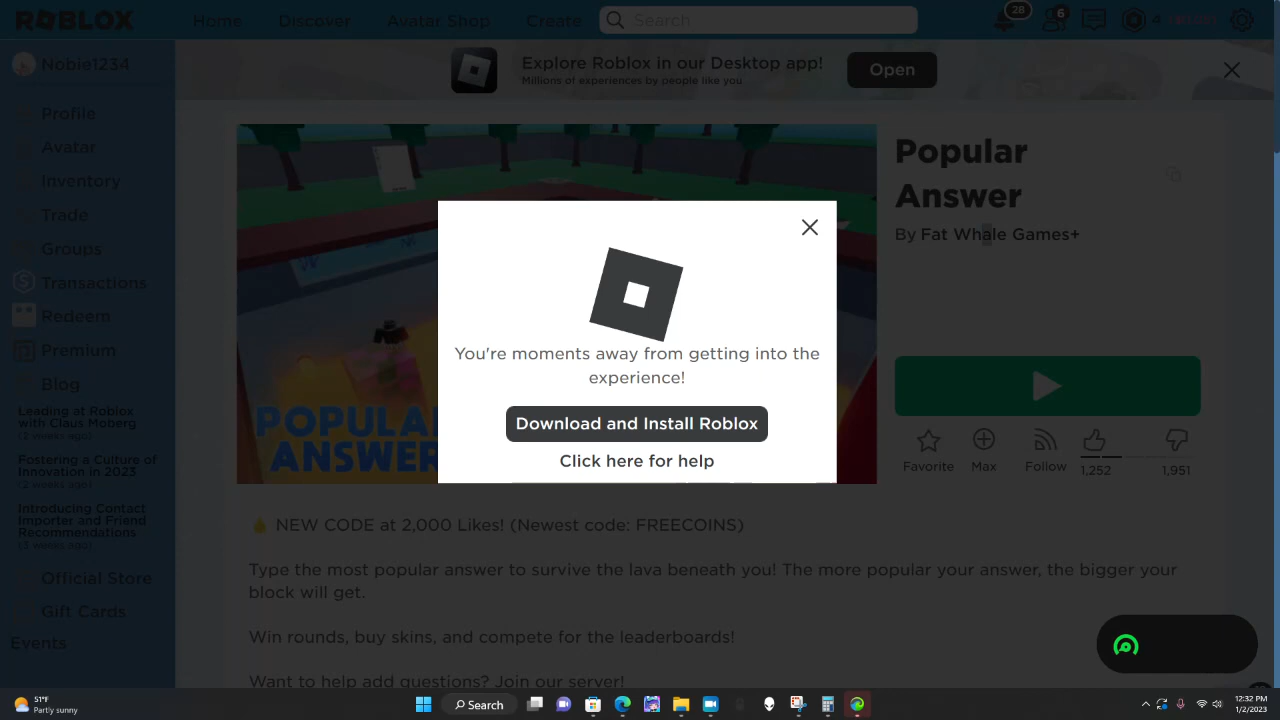 ROBLOX
Home
Discover
Avatar Shop
Create
Search
28
6
4
Nobie1234
Explore Roblox in our Desktop app!
Millions of experiences by people like you
Open
Profile
Avatar
Inventory
Trade
Groups
Transactions
Redeem
Premium
Blog
Leading at Roblox
with Claus Moberg
(2 weeks ago)
Fostering a Culture of
Innovation in 2023
(2 weeks ago)
Introducing Contact
Importer and Friend
Recommendations
(3 weeks ago)
Official Store
Gift Cards
Events
POPULAR
ANSWER
You're moments away from getting into the
experience!
Download and Install Roblox
Click here for help
Popular
Answer
By Fat Whale Games+
Favorite
Max
Follow
1,252
1,951
NEW CODE at 2,000 Likes! (Newest code: FREECOINS)
Type the most popular answer to survive the lava beneath you! The more popular your answer, the bigger your
block will get.
Win rounds, buy skins, and compete for the leaderboards!
Want to help add questions? Join our server!
51°F
Partly sunny
Search
12:32 PM
1/2/2023